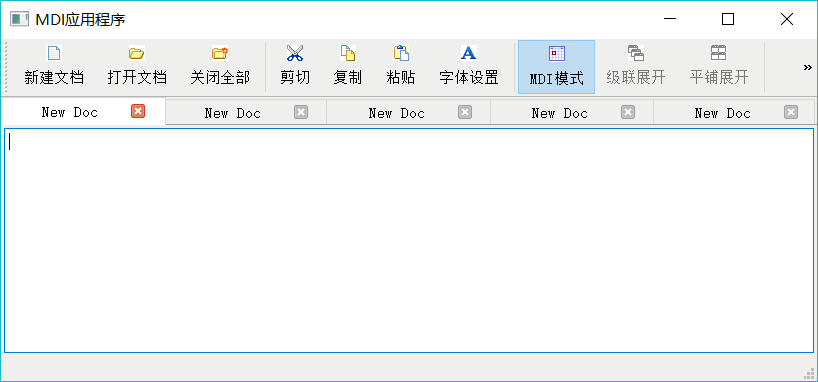 MDI应用程序
新建文档 打开文档 关闭全部 剪切 复制 粘贴 字体设置 MDI模式 级联展开 平铺展开 »
New Doc New Doc New Doc New Doc New Doc